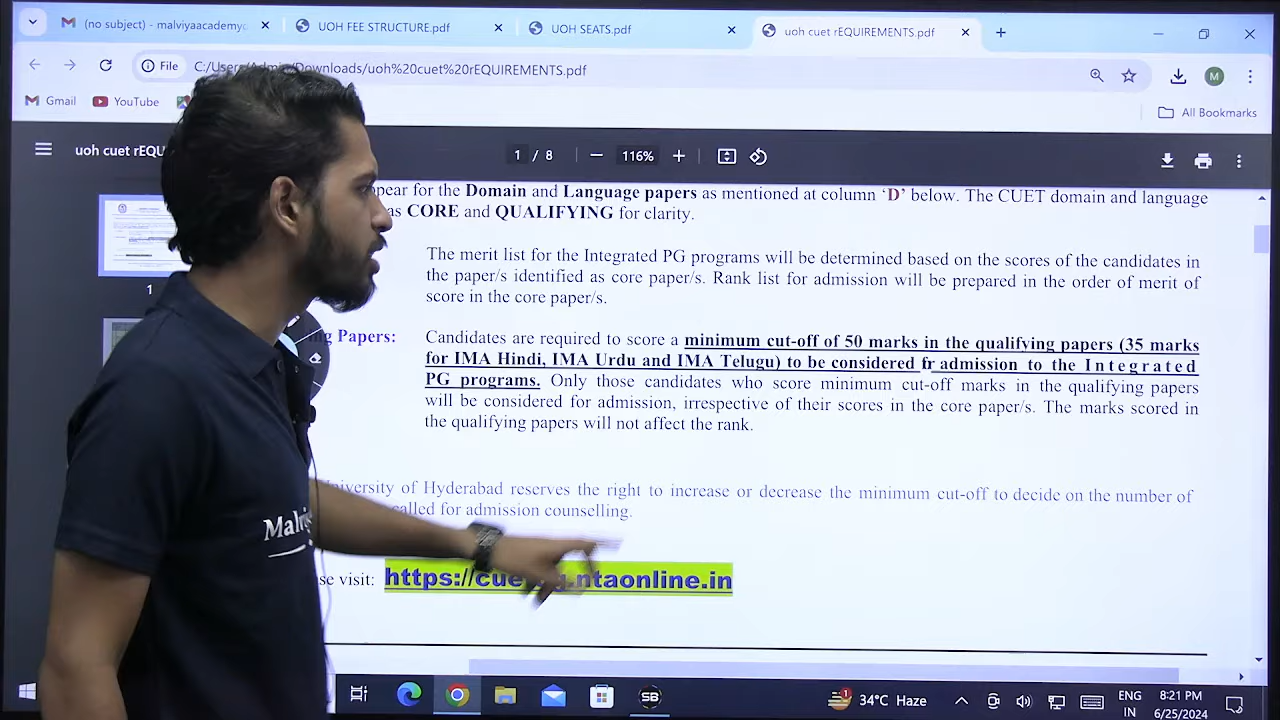 (no subject) - malviyaacademyc
UOH FEE STRUCTURE.pdf
UOH SEATS.pdf
uoh cuet rEQUIREMENTS.pdf
File
C:/Users/Admin/Downloads/uoh%20cuet%20rEQUIREMENTS.pdf
Gmail
YouTube
All Bookmarks
uoh cuet rEQU
1 / 8
116%
pear for the Domain and Language papers as mentioned at column ‘D’ below. The CUET domain and language
as CORE and QUALIFYING for clarity.
The merit list for the Integrated PG programs will be determined based on the scores of the candidates in
the paper/s identified as core paper/s. Rank list for admission will be prepared in the order of merit of
score in the core paper/s.
1
ng Papers:
Candidates are required to score a minimum cut-off of 50 marks in the qualifying papers (35 marks
for IMA Hindi, IMA Urdu and IMA Telugu) to be considered fr admission to the Integrated
PG programs. Only those candidates who score minimum cut-off marks in the qualifying papers
will be considered for admission, irrespective of their scores in the core paper/s. The marks scored in
the qualifying papers will not affect the rank.
University of Hyderabad reserves the right to increase or decrease the minimum cut-off to decide on the number of
called for admission counselling.
Malvi
se visit: https://cue ntaonline.in
34°C Haze
ENG
IN
8:21 PM
6/25/2024